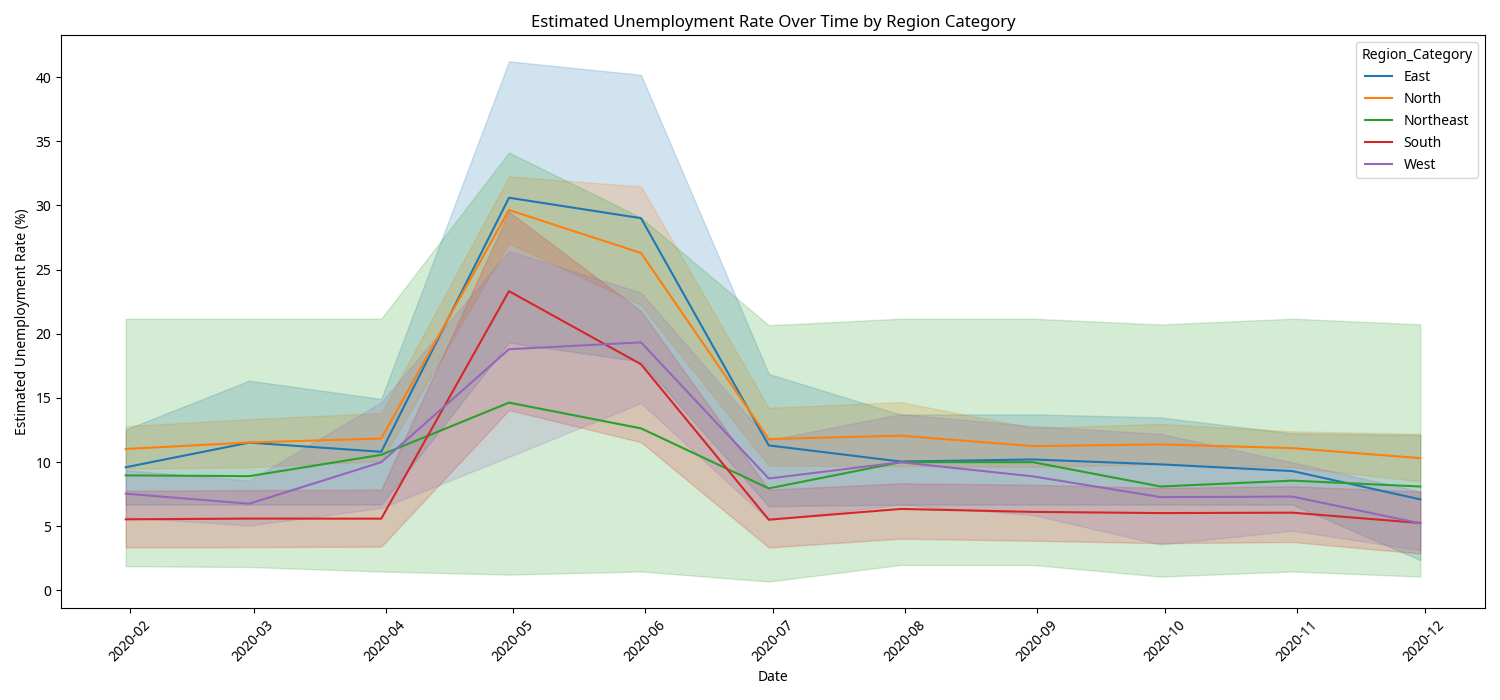 Estimated Unemployment Rate Over Time by Region Category
Estimated Unemployment Rate (%)
40
35
30
25
20
15
10
5
0
Region_Category
East
North
Northeast
South
West
2020-02
2020-03
2020-04
2020-05
2020-06
2020-07
2020-08
2020-09
2020-10
2020-11
2020-12
Date